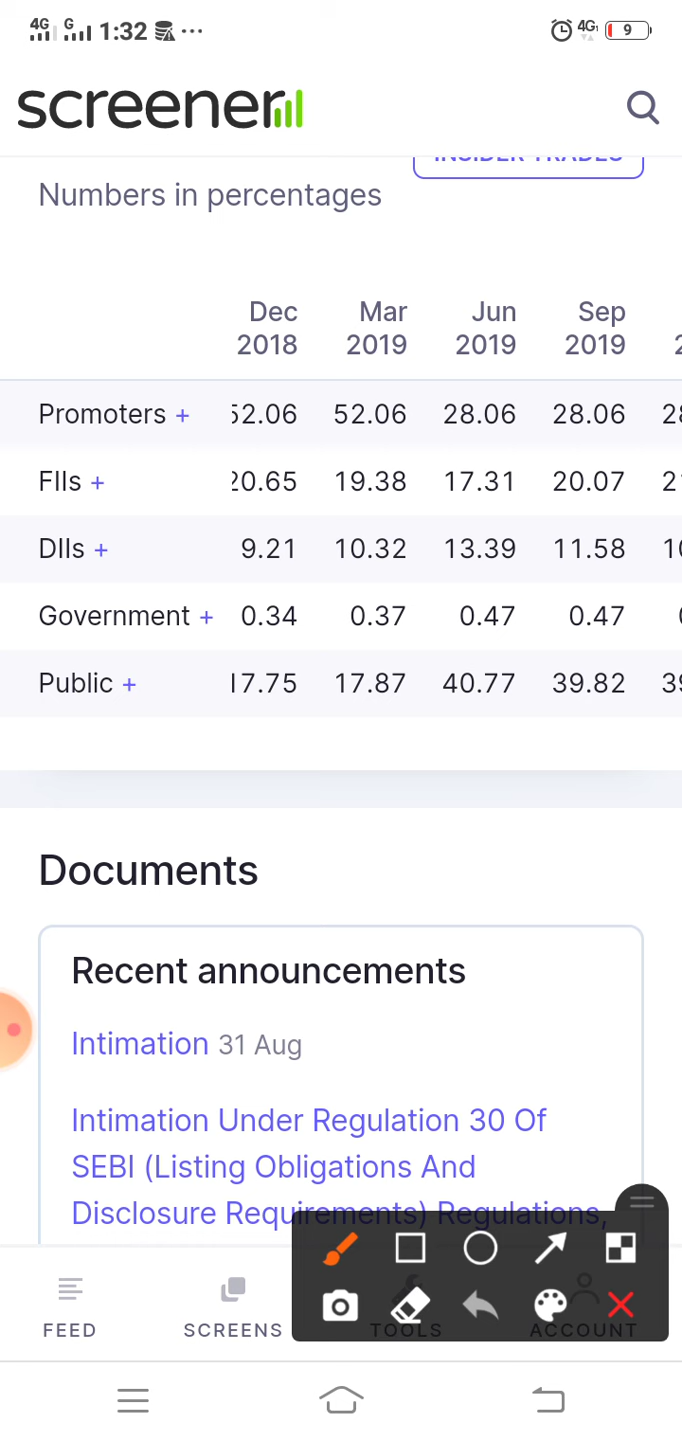 4G G 1:32 ... 4G 9
screener
INSIDER TRADES
Numbers in percentages
Dec 2018 Mar 2019 Jun 2019 Sep 2019
Promoters + 52.06 52.06 28.06 28.06
FIIs + 20.65 19.38 17.31 20.07
DIIs + 9.21 10.32 13.39 11.58
Government + 0.34 0.37 0.47 0.47
Public + 17.75 17.87 40.77 39.82
Documents
Recent announcements
Intimation 31 Aug
Intimation Under Regulation 30 Of
SEBI (Listing Obligations And
Disclosure Requirements) Regulations,
FEED SCREENS TOOLS ACCOUNT